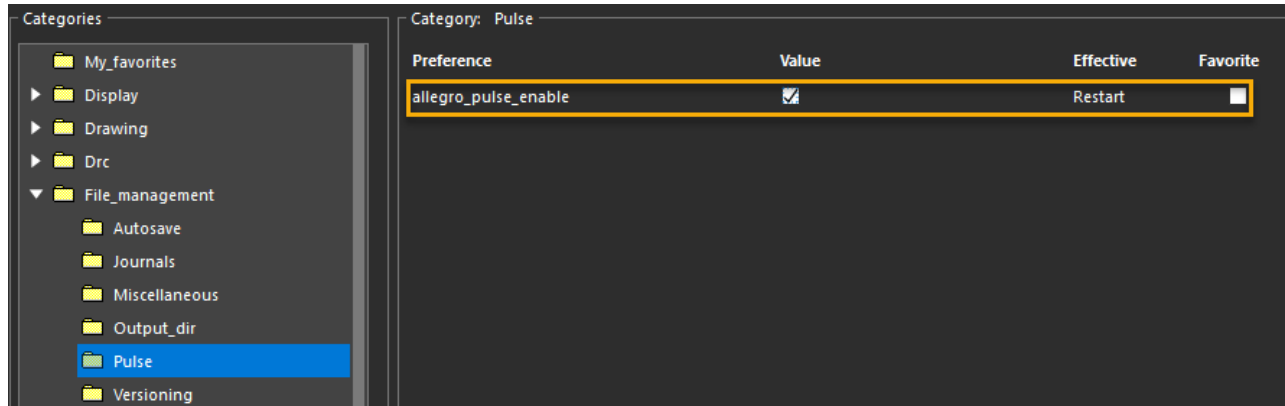 Categories
My_favorites
Display
Drawing
Drc
File_management
Autosave
Journals
Miscellaneous
Output_dir
Pulse
Versioning
Category: Pulse
Preference Value Effective Favorite
allegro_pulse_enable Restart